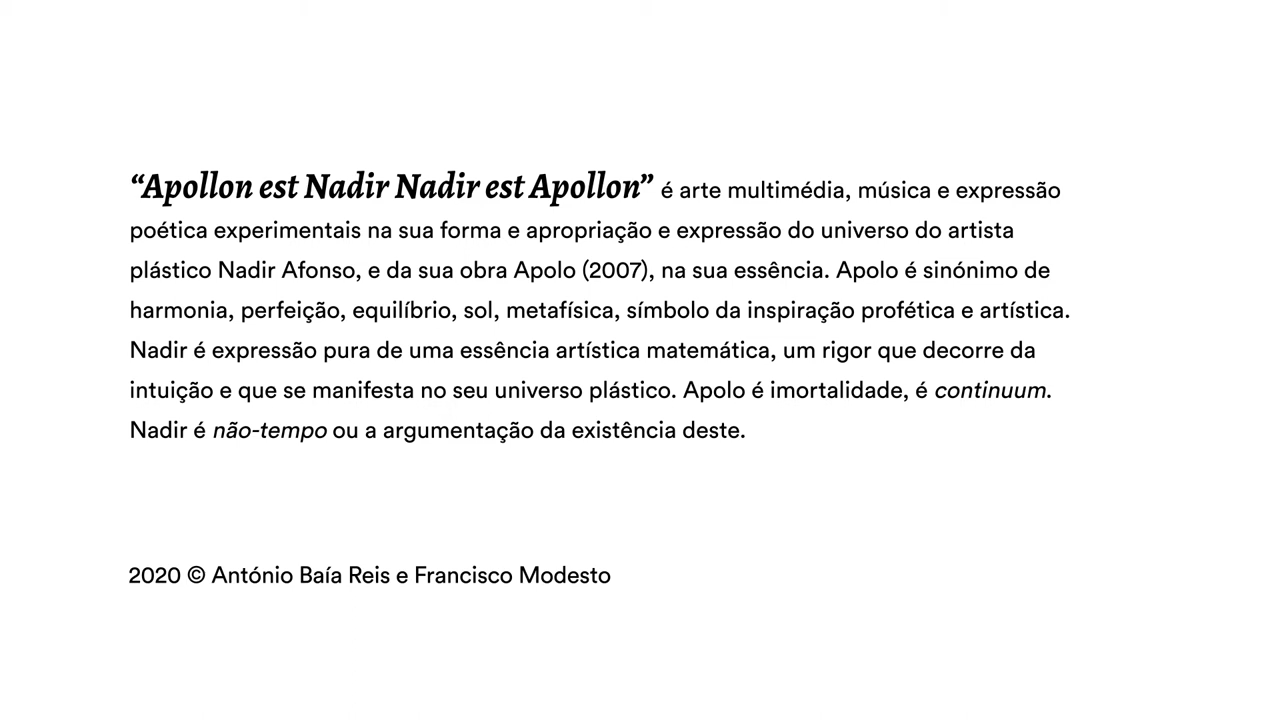 “Apollon est Nadir Nadir est Apollon” é arte multimédia, música e expressão
poética experimentais na sua forma e apropriação e expressão do universo do artista
plástico Nadir Afonso, e da sua obra Apolo (2007), na sua essência. Apolo é sinónimo de
harmonia, perfeição, equilíbrio, sol, metafísica, símbolo da inspiração profética e artística.
Nadir é expressão pura de uma essência artística matemática, um rigor que decorre da
intuição e que se manifesta no seu universo plástico. Apolo é imortalidade, é continuum.
Nadir é não-tempo ou a argumentação da existência deste.
2020 © António Baía Reis e Francisco Modesto